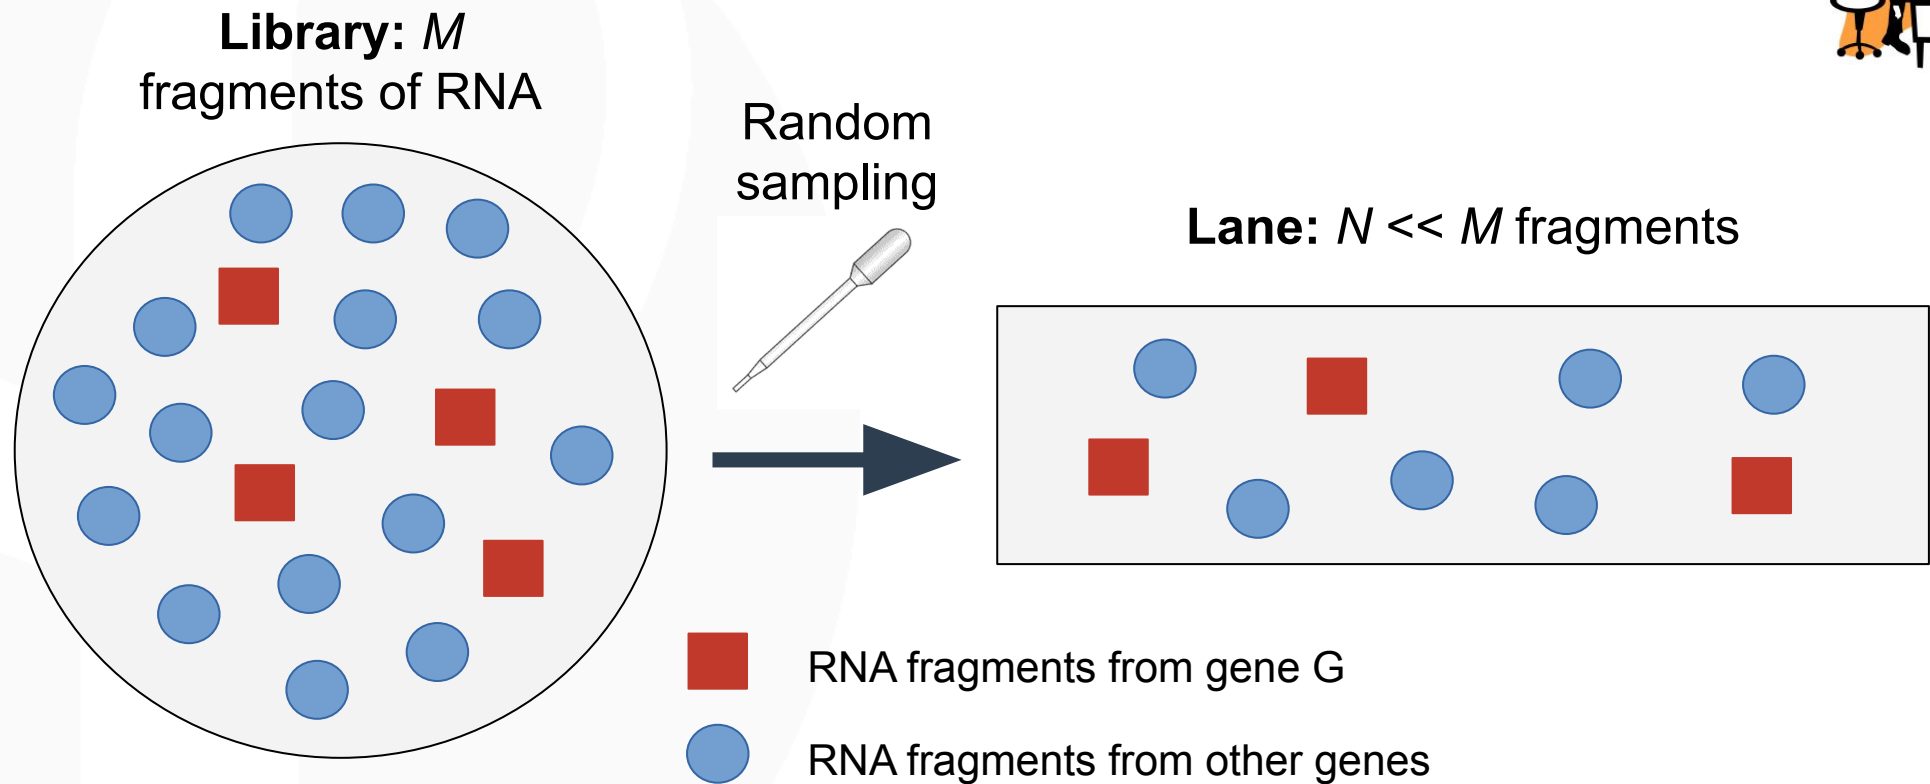 Library: M
fragments of RNA
Random
sampling
Lane: N << M fragments
RNA fragments from gene G
RNA fragments from other genes